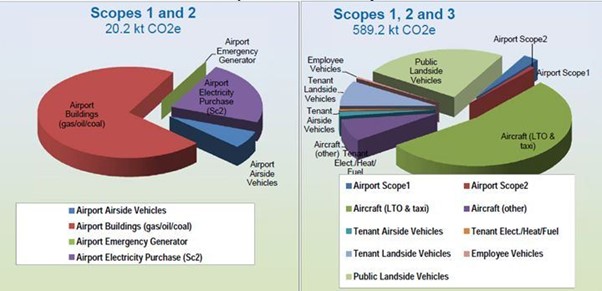 Scopes 1 and 2
20.2 kt CO2e
Airport
Emergency
Generator
Airport
Electricity
Purchase (Sc2)
Airport
Buildings
(gas/oil/coal)
Airport
Airside
Vehicles
Airport Airside Vehicles
Airport Buildings (gas/oil/coal)
Airport Emergency Generator
Airport Electricity Purchase (Sc2)
Scopes 1, 2 and 3
589.2 kt CO2e
Airport Scope2
Airport Scope1
Public
Landside
Vehicles
Employee
Vehicles
Tenant
Landside
Vehicles
Tenant
Airside
Vehicles
Aircraft
(other)
Tenant
Elect./Heat/
Fuel
Aircraft (LTO &
taxi)
Airport Scope1
Airport Scope2
Aircraft (LTO & taxi)
Aircraft (other)
Tenant Airside Vehicles
Tenant Elect./Heat/Fuel
Tenant Landside Vehicles
Employee Vehicles
Public Landside Vehicles